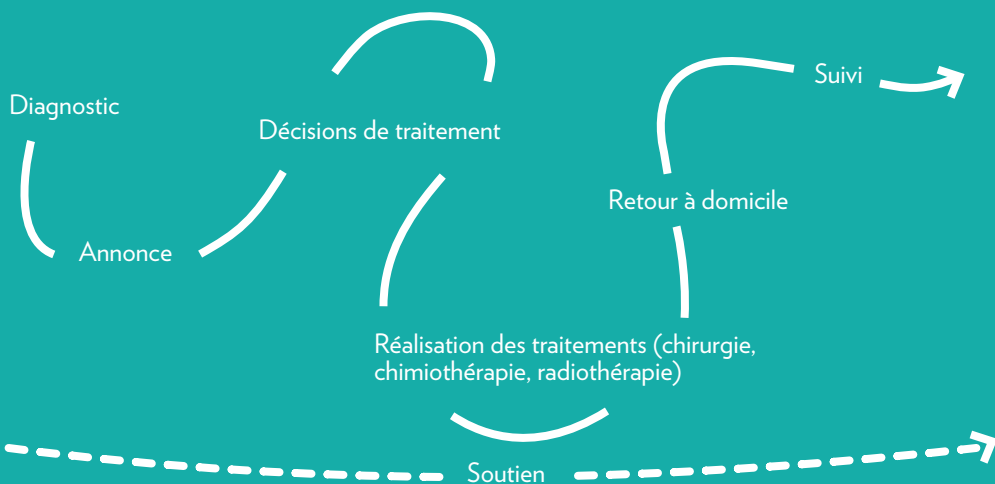 Diagnostic
Annonce
Décisions de traitement
Réalisation des traitements (chirurgie,
chimiothérapie, radiothérapie)
Retour à domicile
Suivi
Soutien